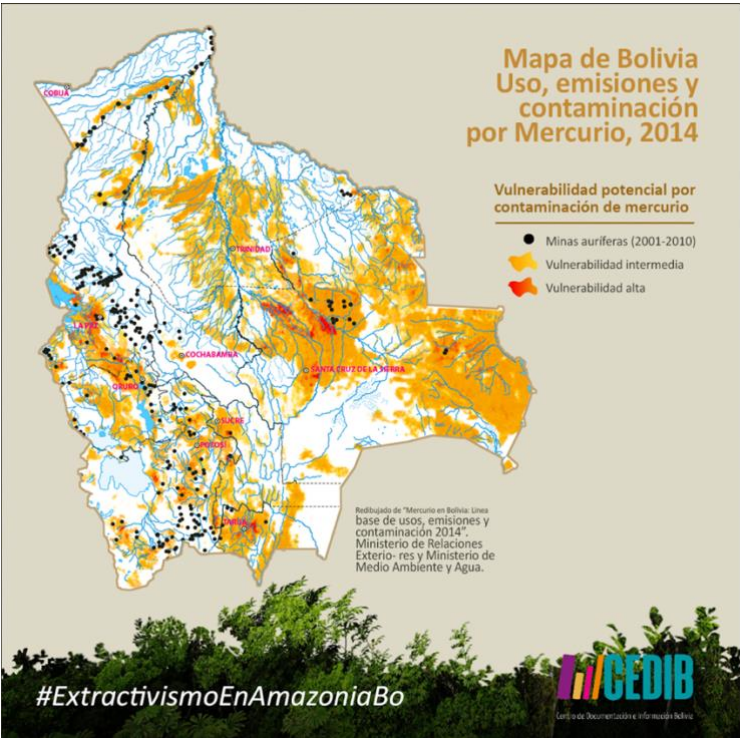 Mapa de Bolivia
Uso, emisiones y
contaminación
por Mercurio, 2014
Vulnerabilidad potencial por
contaminación de mercurio
Minas auríferas (2001-2010)
Vulnerabilidad intermedia
Vulnerabilidad alta
COBIJA
TRINIDAD
LA PAZ
COCHABAMBA
SANTA CRUZ DE LA SIERRA
ORURO
SUCRE
POTOSÍ
TARIJA
Redibujado de "Mercurio en Bolivia: Línea
base de usos, emisiones y
contaminación 2014".
Ministerio de Relaciones
Exterio- res y Ministerio de
Medio Ambiente y Agua.
#ExtractivismoEnAmazoniaBo
CEDIB
Centro de Documentación e Información Bolivia